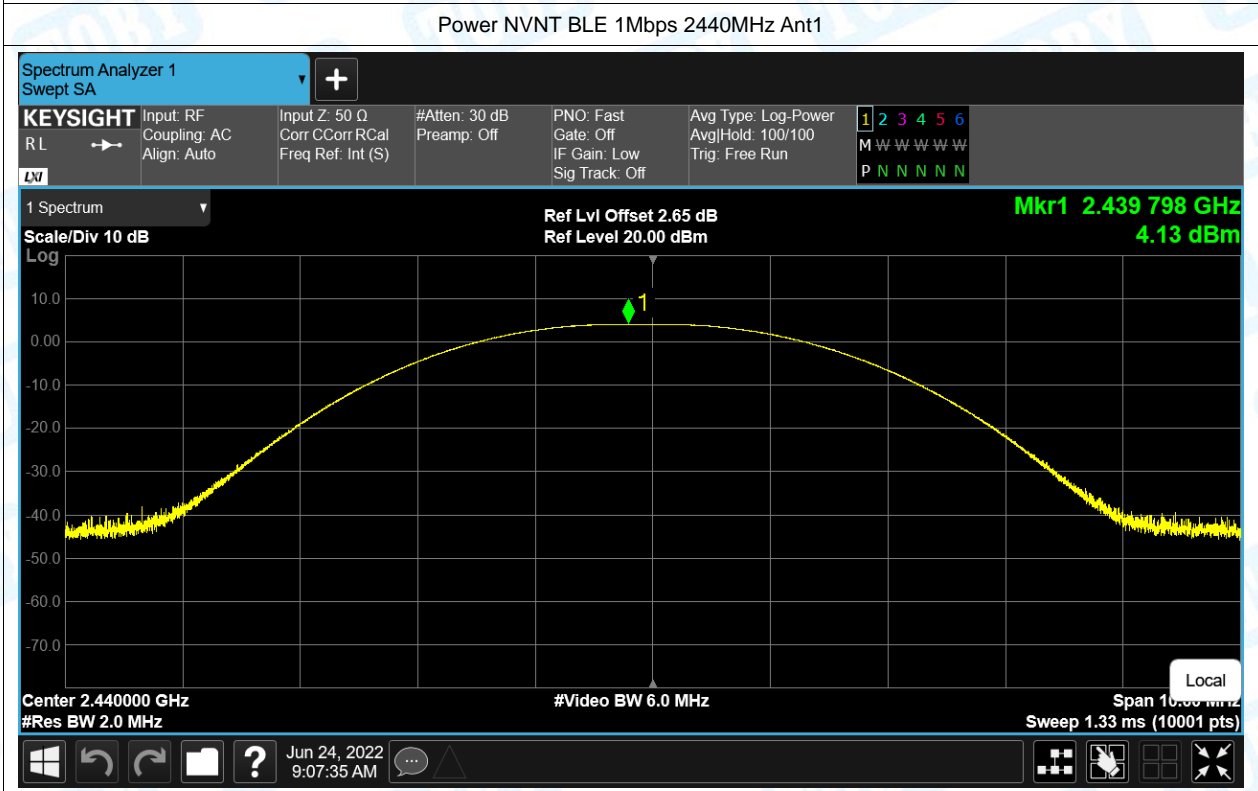 Power NVNT BLE 1Mbps 2440MHz Ant1
Spectrum Analyzer 1
Swept SA
KEYSIGHT
R L
LXI
Input: RF
Coupling: AC
Align: Auto
Input Z: 50 Ω
Corr CCorr RCal
Freq Ref: Int (S)
#Atten: 30 dB
Preamp: Off
PNO: Fast
Gate: Off
IF Gain: Low
Sig Track: Off
Avg Type: Log-Power
Avg|Hold: 100/100
Trig: Free Run
1 2 3 4 5 6
M W W W W W
P N N N N N
1 Spectrum
Scale/Div 10 dB
Log
Ref Lvl Offset 2.65 dB
Ref Level 20.00 dBm
Mkr1 2.439 798 GHz
4.13 dBm
1
10.0
0.00
-10.0
-20.0
-30.0
-40.0
-50.0
-60.0
-70.0
Local
Center 2.440000 GHz
#Res BW 2.0 MHz
#Video BW 6.0 MHz
Span 10.00 MHz
Sweep 1.33 ms (10001 pts)
?
Jun 24, 2022
9:07:35 AM